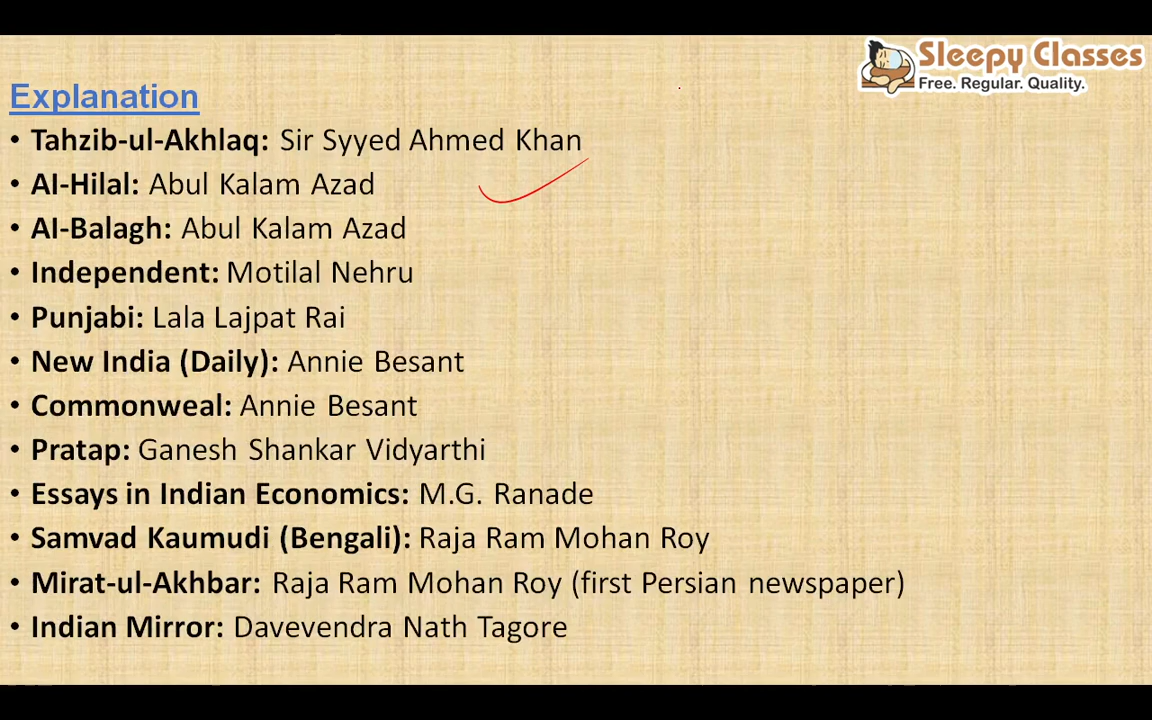 Sleepy Classes
Free. Regular. Quality.
Explanation
• Tahzib-ul-Akhlaq: Sir Syyed Ahmed Khan
• AI-Hilal: Abul Kalam Azad
• AI-Balagh: Abul Kalam Azad
• Independent: Motilal Nehru
• Punjabi: Lala Lajpat Rai
• New India (Daily): Annie Besant
• Commonweal: Annie Besant
• Pratap: Ganesh Shankar Vidyarthi
• Essays in Indian Economics: M.G. Ranade
• Samvad Kaumudi (Bengali): Raja Ram Mohan Roy
• Mirat-ul-Akhbar: Raja Ram Mohan Roy (first Persian newspaper)
• Indian Mirror: Davevendra Nath Tagore